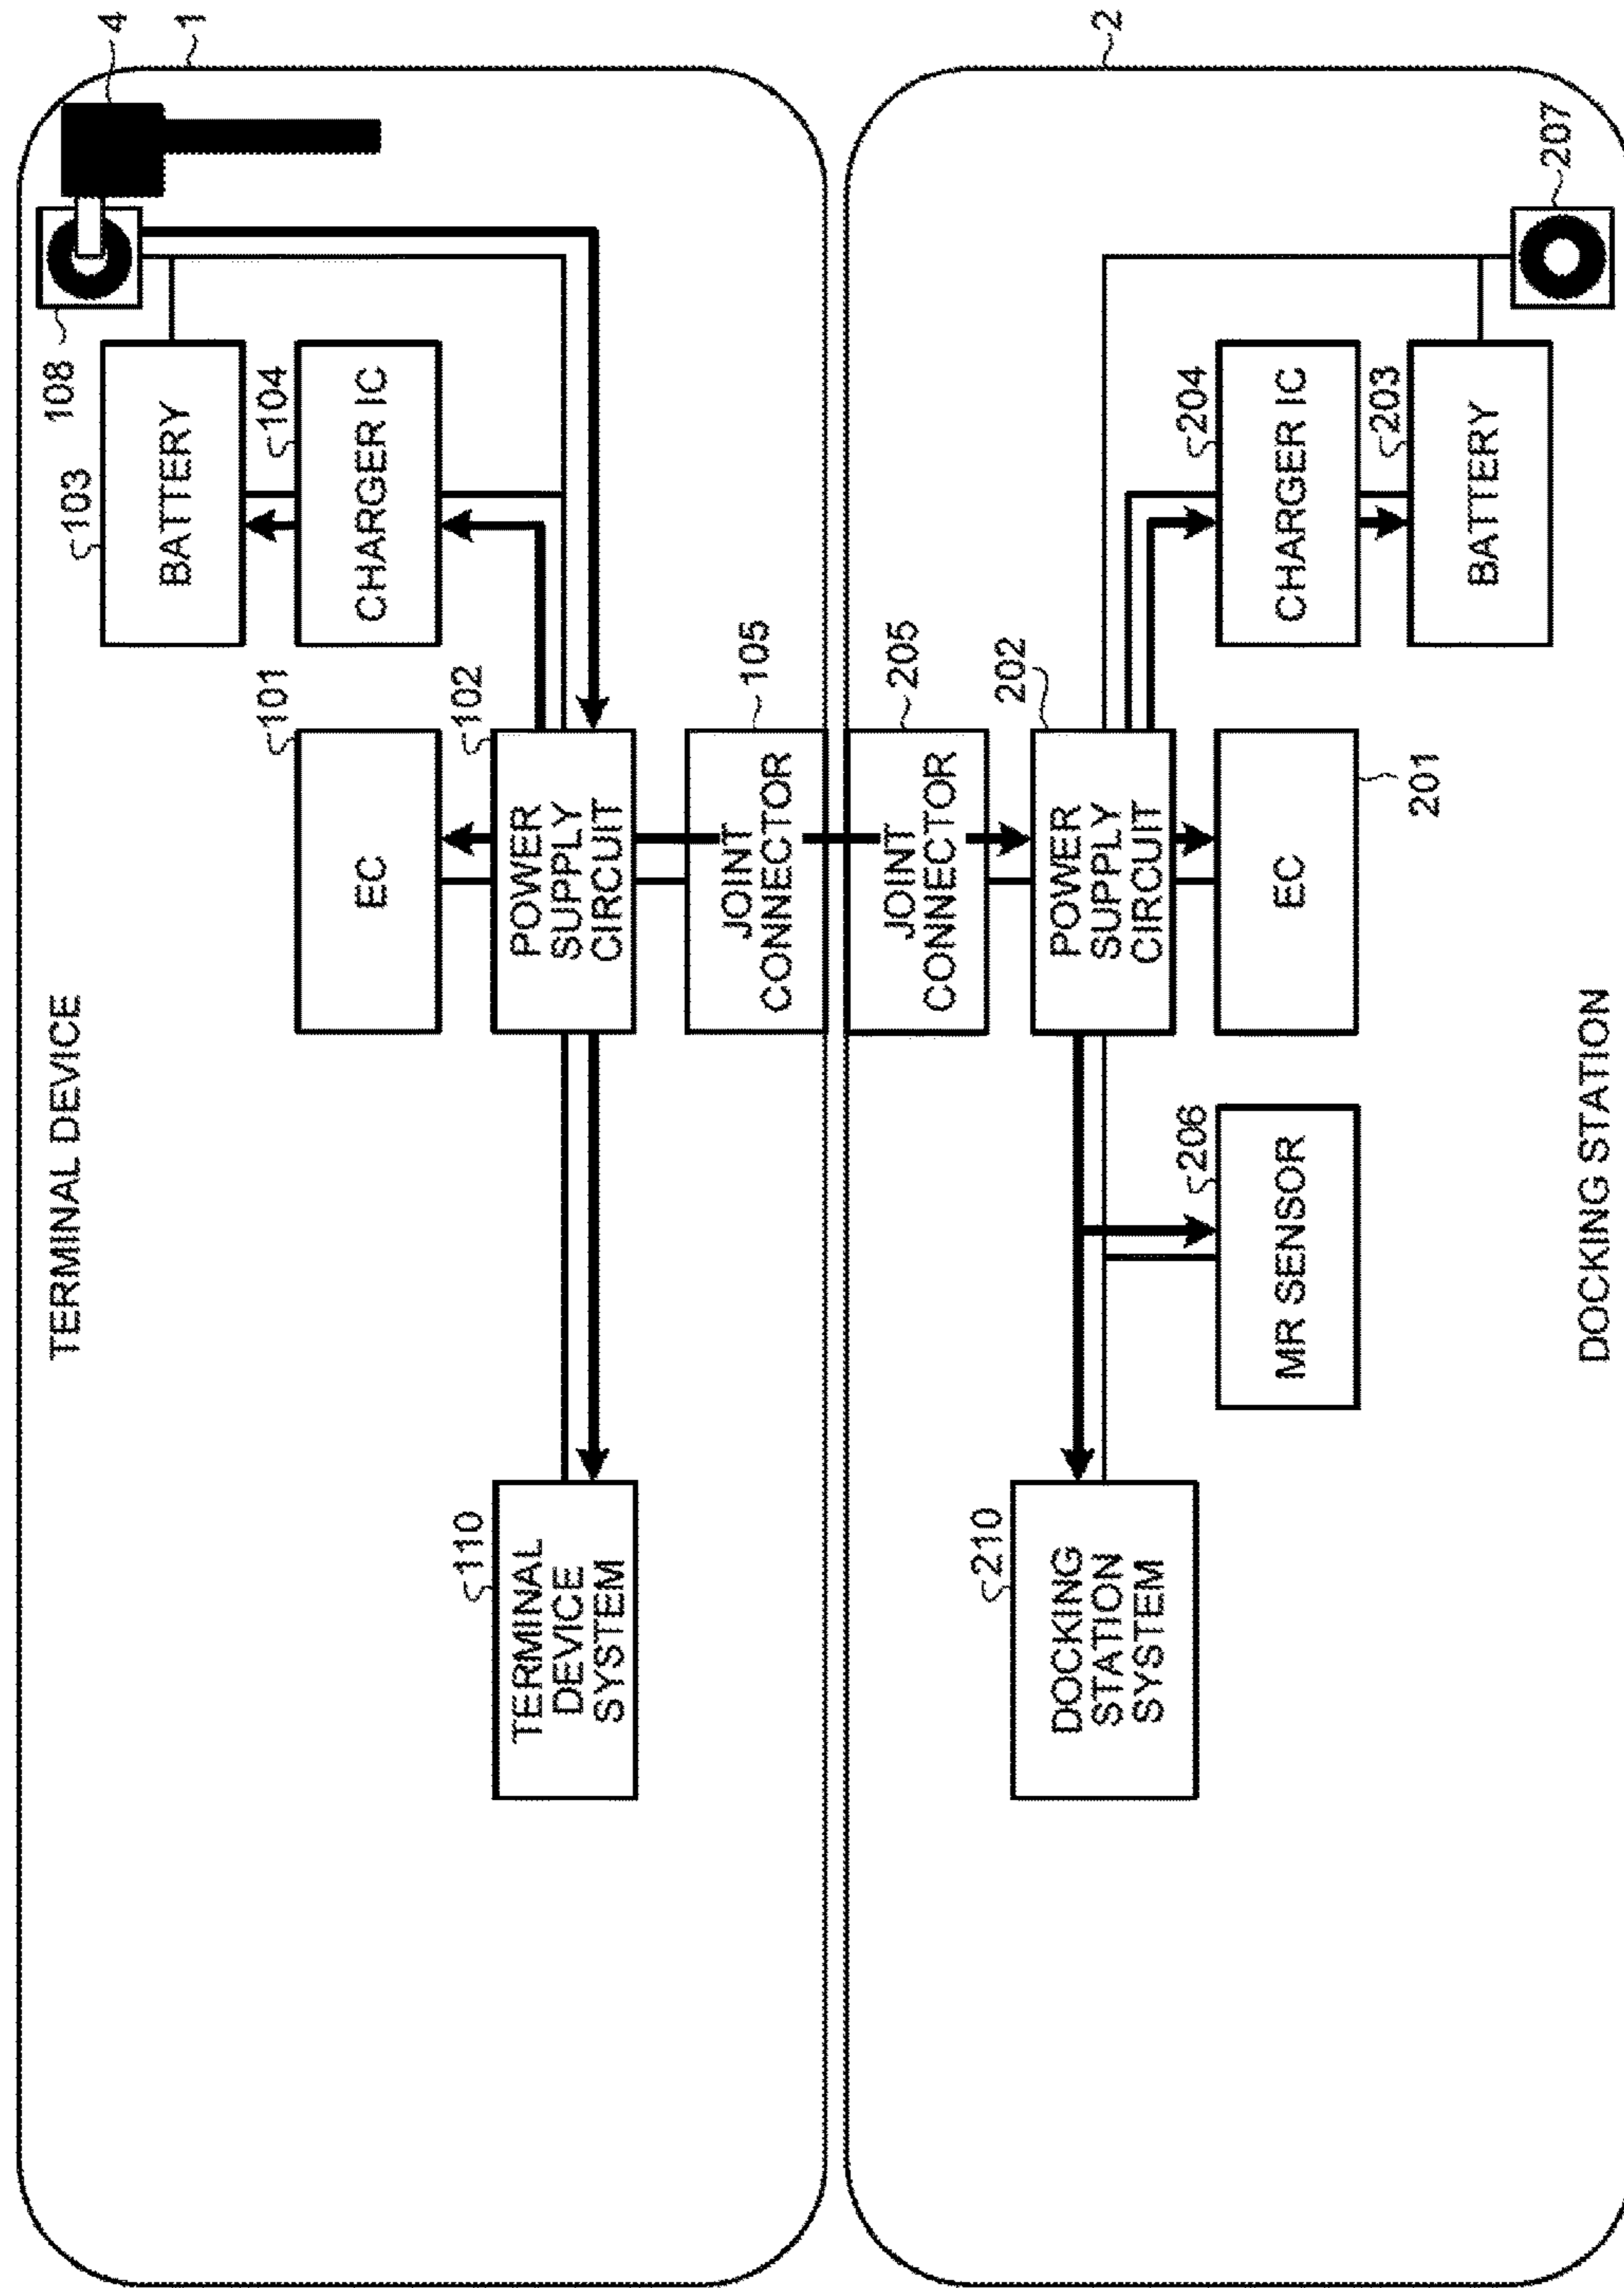 TERMINAL DEVICE
1
4
108
103
BATTERY
104
CHARGER IC
101
EC
102
POWER
SUPPLY
CIRCUIT
105
JOINT
CONNECTOR
110
TERMINAL
DEVICE
SYSTEM
2
205
JOINT
CONNECTOR
202
POWER
SUPPLY
CIRCUIT
204
CHARGER IC
203
BATTERY
207
201
EC
206
MR SENSOR
210
DOCKING
STATION
SYSTEM
DOCKING STATION